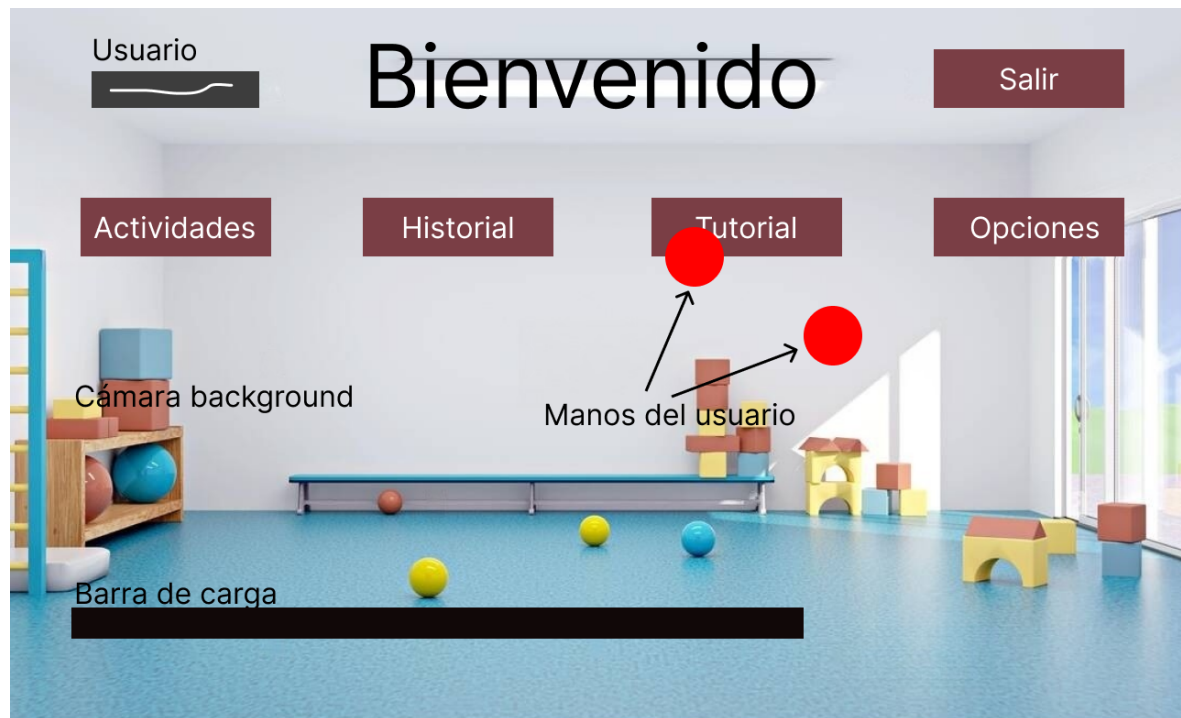 Usuario
Bienvenido
Salir
Actividades
Historial
Tutorial
Opciones
Cámara background
Manos del usuario
Barra de carga